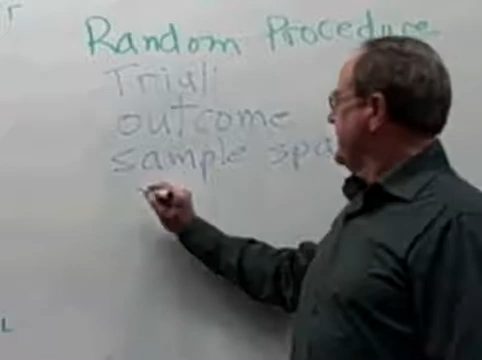 Random Procedure
Trial:
outcome
sample spa
L